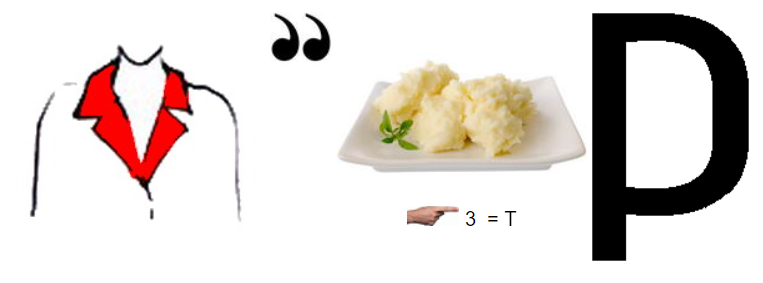 “ P
3 = T